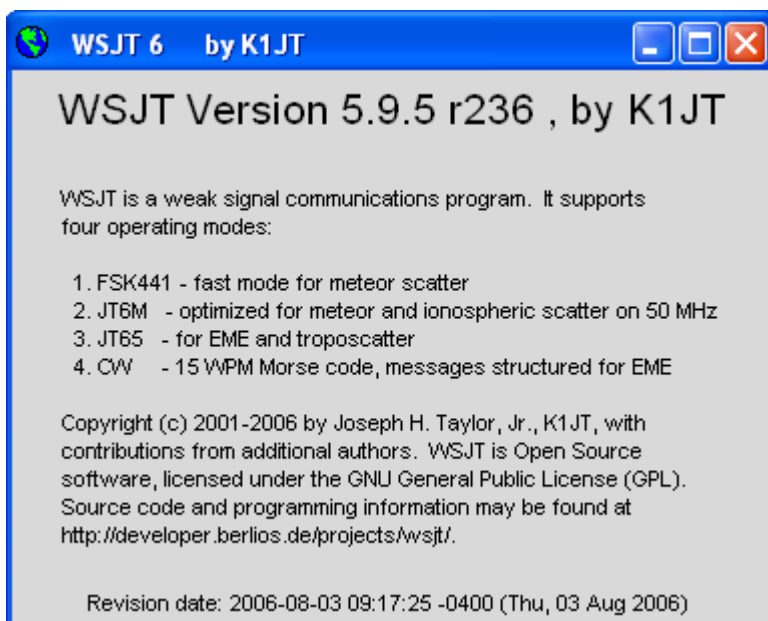 WSJT 6 by K1JT
WSJT Version 5.9.5 r236 , by K1JT
WSJT is a weak signal communications program. It supports
four operating modes:
1. FSK441 - fast mode for meteor scatter
2. JT6M - optimized for meteor and ionospheric scatter on 50 MHz
3. JT65 - for EME and troposcatter
4. CW - 15 WPM Morse code, messages structured for EME
Copyright (c) 2001-2006 by Joseph H. Taylor, Jr., K1JT, with
contributions from additional authors. WSJT is Open Source
software, licensed under the GNU General Public License (GPL).
Source code and programming information may be found at
http://developer.berlios.de/projects/wsjt/.
Revision date: 2006-08-03 09:17:25 -0400 (Thu, 03 Aug 2006)